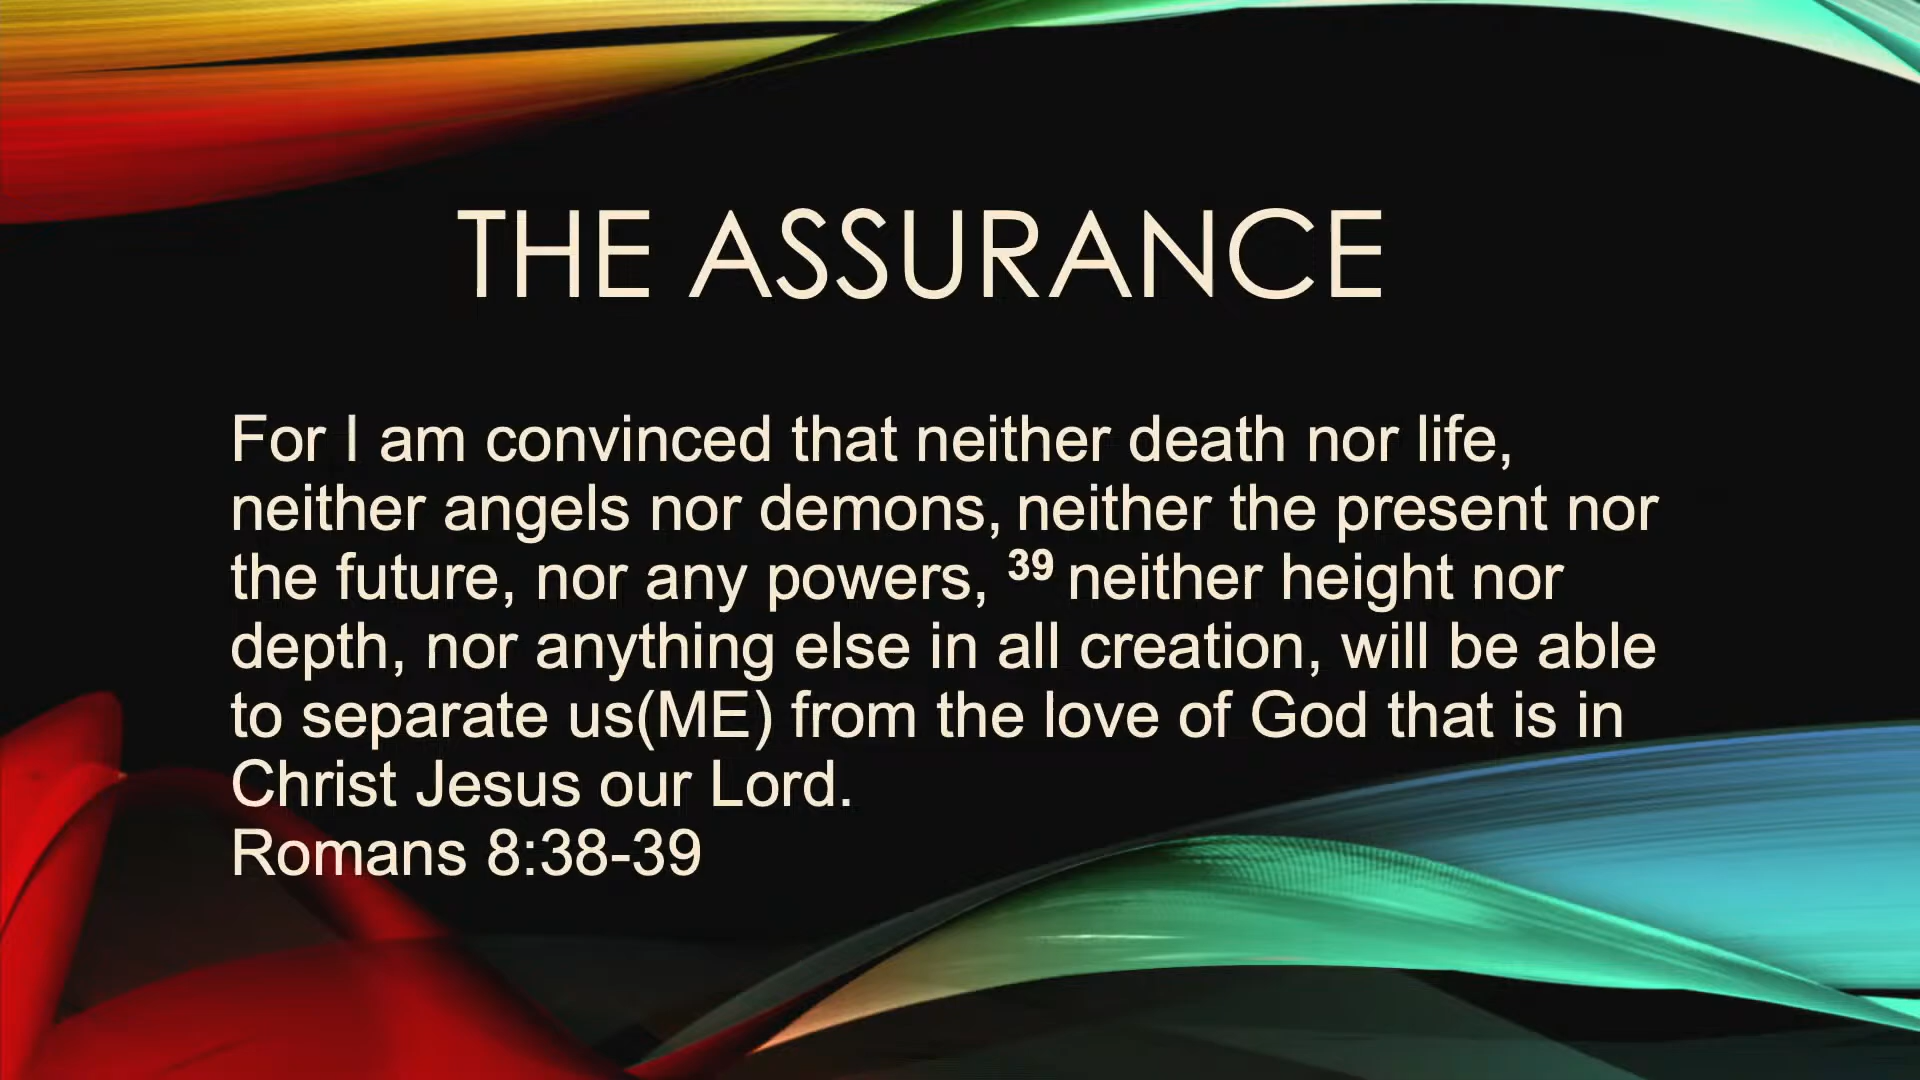 THE ASSURANCE
For I am convinced that neither death nor life,
neither angels nor demons, neither the present nor
the future, nor any powers, 39 neither height nor
depth, nor anything else in all creation, will be able
to separate us(ME) from the love of God that is in
Christ Jesus our Lord.
Romans 8:38-39